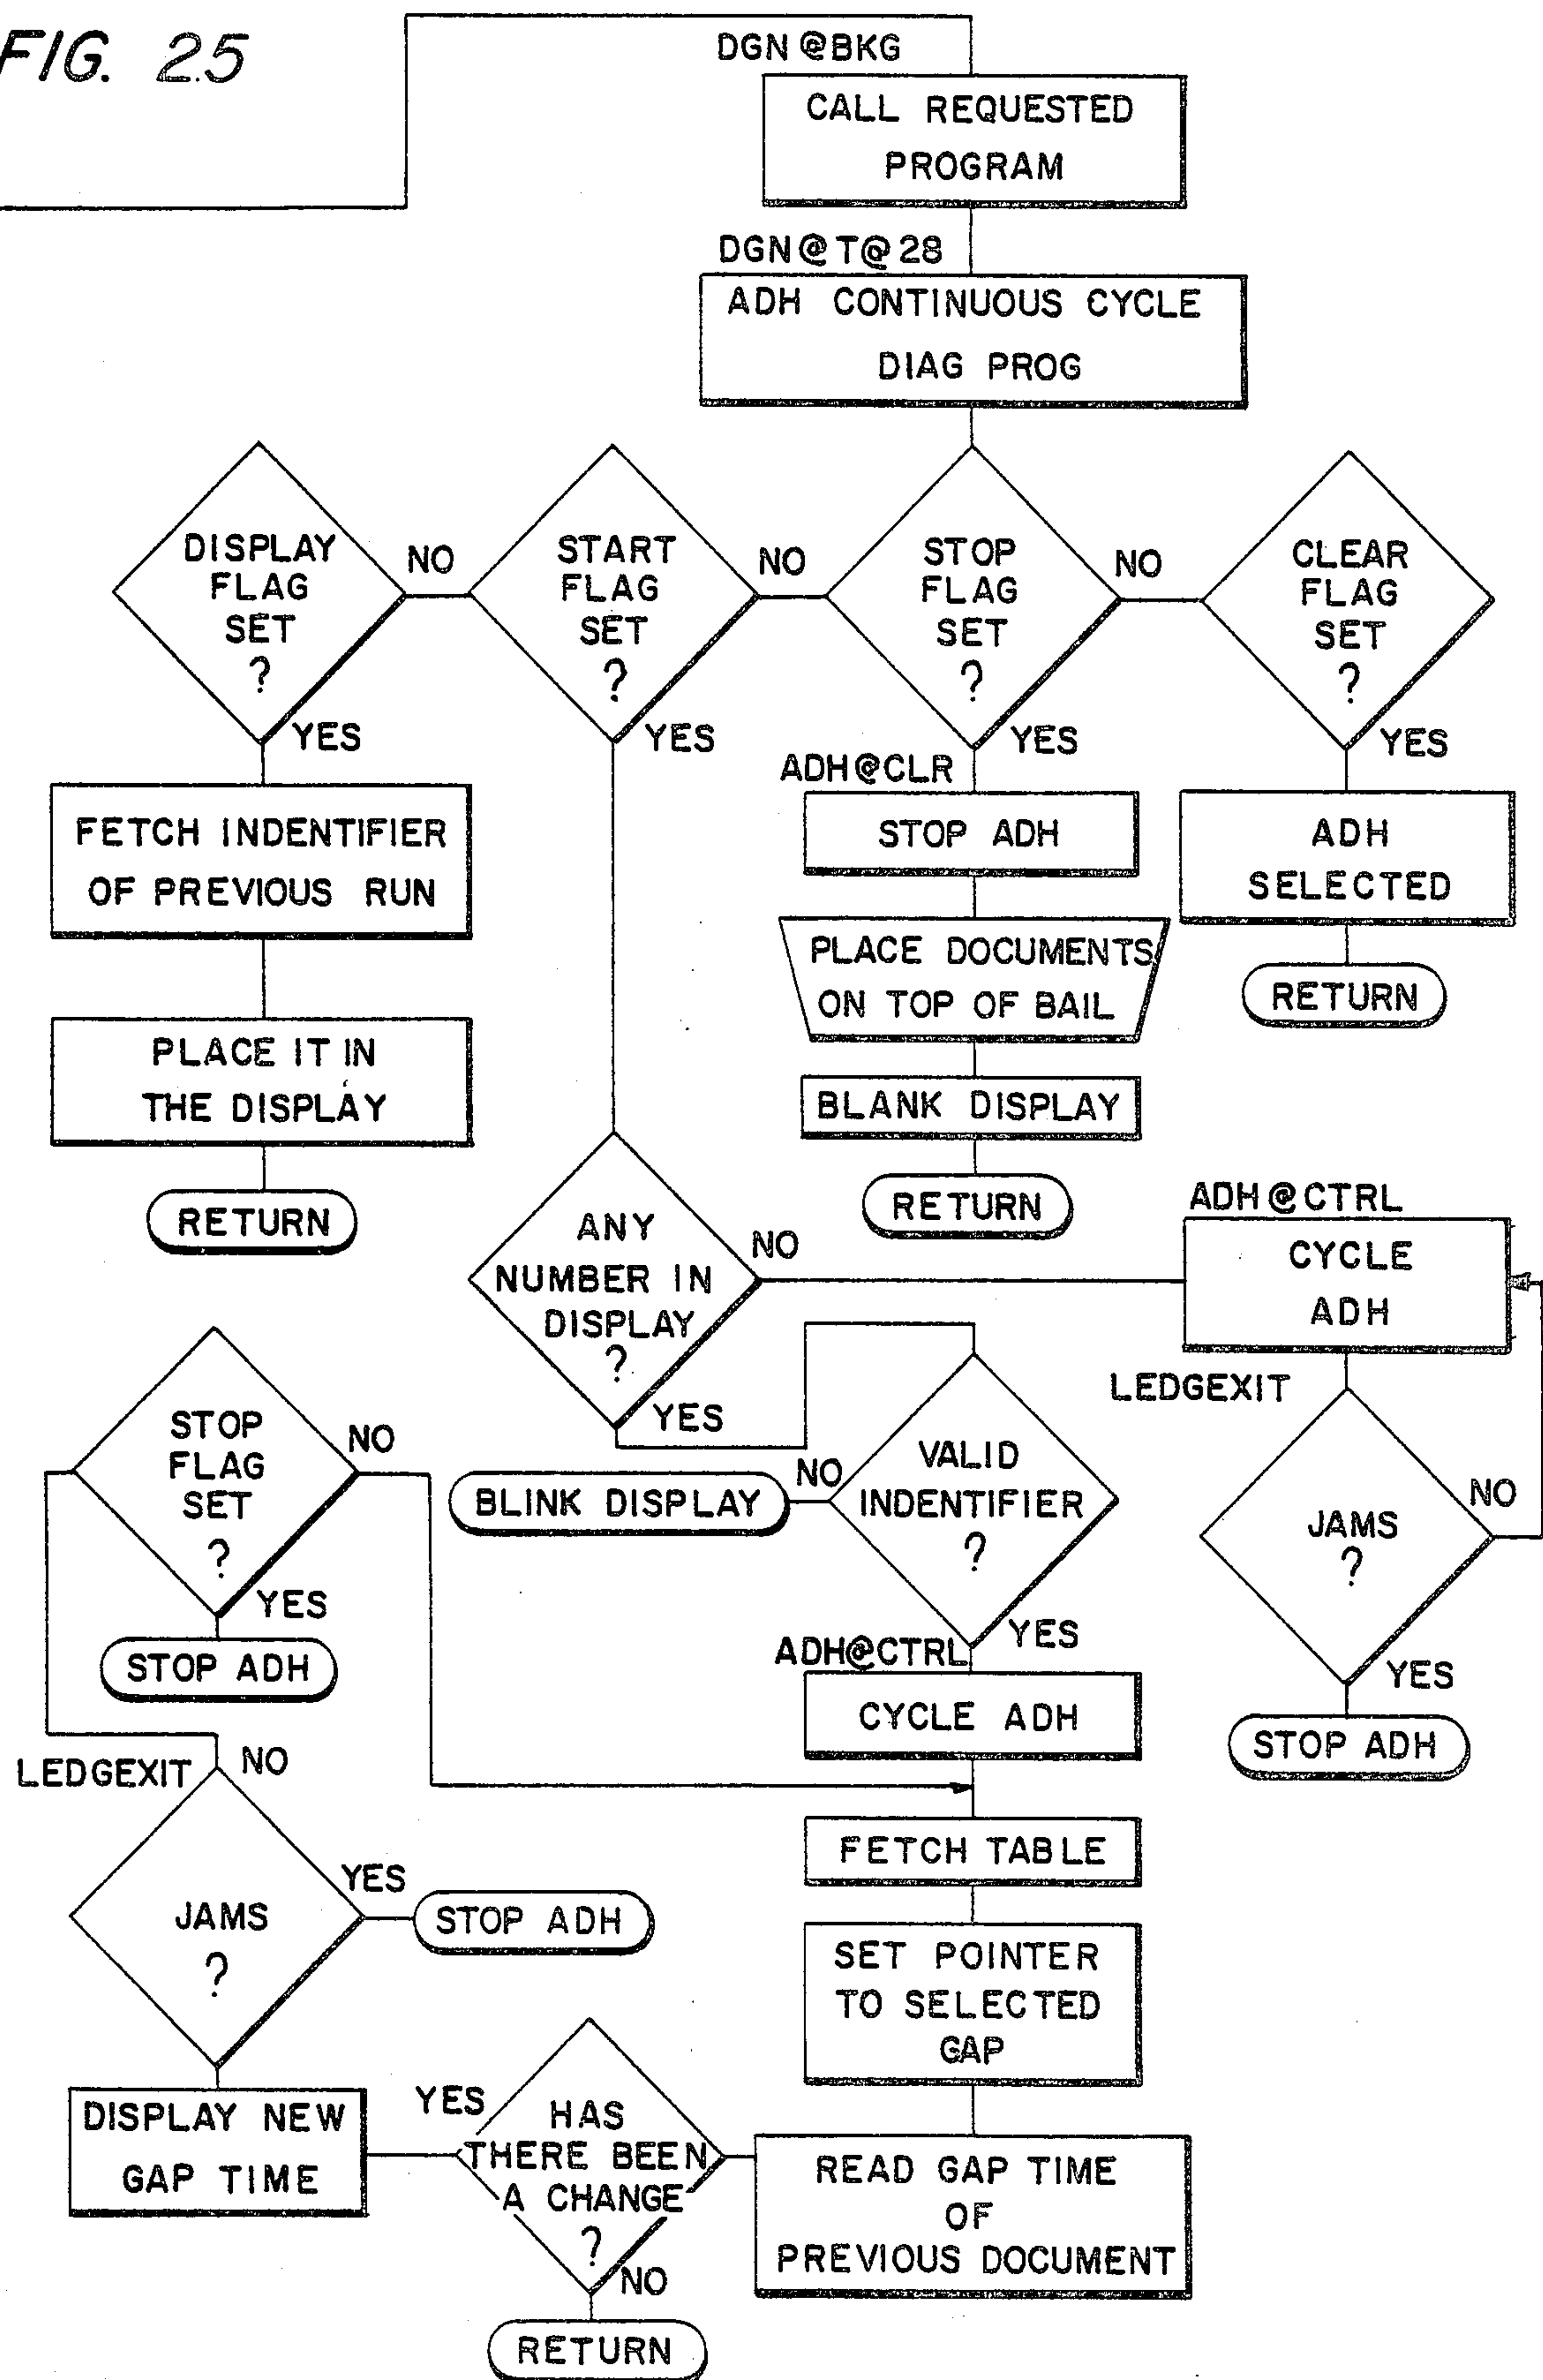 FIG. 25
DGN @BKG
CALL REQUESTED
PROGRAM
DGN@T@28
ADH CONTINUOUS CYCLE
DIAG PROG
DISPLAY
FLAG
SET
?
NO
YES
START
FLAG
SET
?
NO
YES
STOP
FLAG
SET
?
NO
YES
CLEAR
FLAG
SET
?
YES
FETCH INDENTIFIER
OF PREVIOUS RUN
PLACE IT IN
THE DISPLAY
RETURN
ADH@CLR
STOP ADH
PLACE DOCUMENTS
ON TOP OF BAIL
BLANK DISPLAY
RETURN
ADH
SELECTED
RETURN
ANY
NUMBER IN
DISPLAY
?
NO
YES
ADH@CTRL
CYCLE
ADH
LEDGEXIT
JAMS
?
NO
YES
STOP ADH
VALID
INDENTIFIER
?
NO
BLINK DISPLAY
YES
ADH@CTRL
CYCLE ADH
STOP
FLAG
SET
?
NO
YES
STOP ADH
LEDGEXIT
NO
JAMS
?
YES
STOP ADH
FETCH TABLE
SET POINTER
TO SELECTED
GAP
READ GAP TIME
OF
PREVIOUS DOCUMENT
HAS
THERE BEEN
A CHANGE
?
YES
NO
DISPLAY NEW
GAP TIME
RETURN